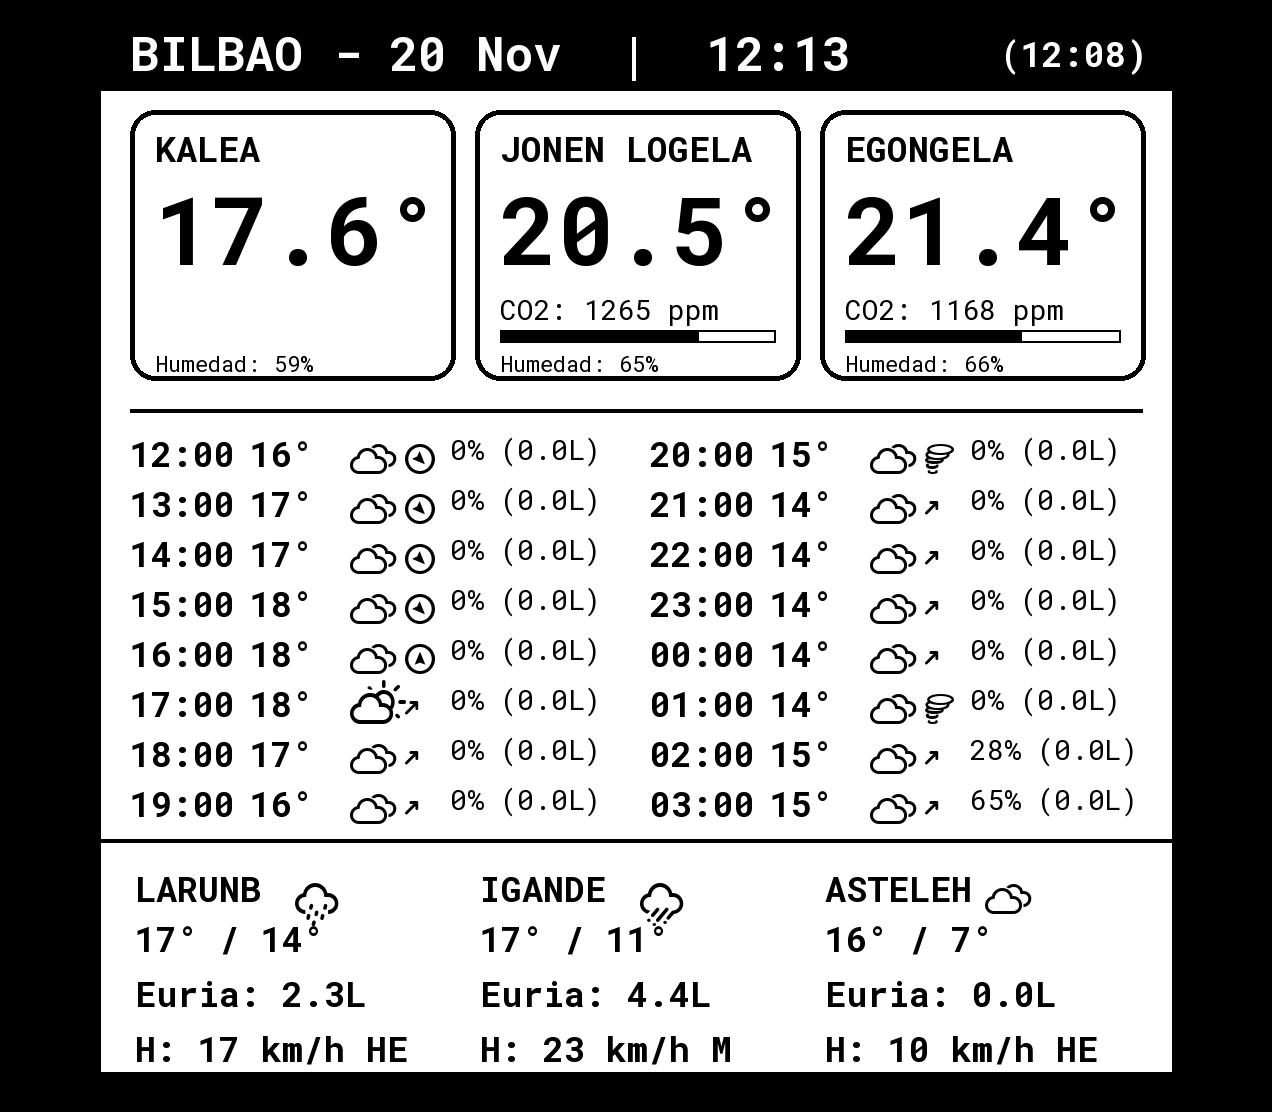 BILBAO - 20 Nov | 12:13 (12:08)
KALEA
17.6°
Humedad: 59%
JONEN LOGELA
20.5°
CO2: 1265 ppm
Humedad: 65%
EGONGELA
21.4°
CO2: 1168 ppm
Humedad: 66%
12:00 16° 0% (0.0L)
13:00 17° 0% (0.0L)
14:00 17° 0% (0.0L)
15:00 18° 0% (0.0L)
16:00 18° 0% (0.0L)
17:00 18° 0% (0.0L)
18:00 17° 0% (0.0L)
19:00 16° 0% (0.0L)
20:00 15° 0% (0.0L)
21:00 14° 0% (0.0L)
22:00 14° 0% (0.0L)
23:00 14° 0% (0.0L)
00:00 14° 0% (0.0L)
01:00 14° 0% (0.0L)
02:00 15° 28% (0.0L)
03:00 15° 65% (0.0L)
LARUNB
17° / 14°
Euria: 2.3L
H: 17 km/h HE
IGANDE
17° / 11°
Euria: 4.4L
H: 23 km/h M
ASTELEH
16° / 7°
Euria: 0.0L
H: 10 km/h HE